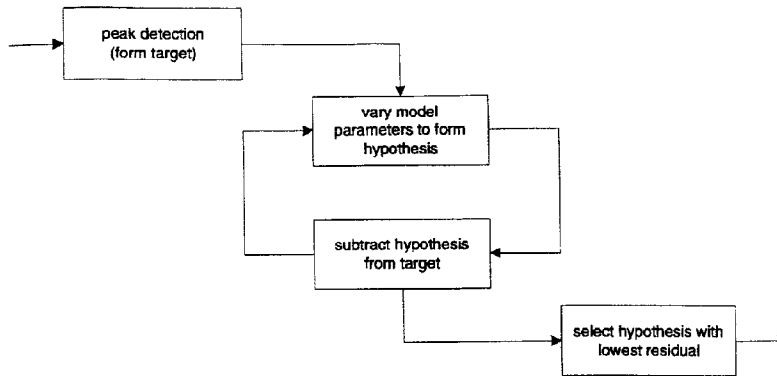 peak detection
(form target)
vary model
parameters to form
hypothesis
subtract hypothesis
from target
select hypothesis with
lowest residual